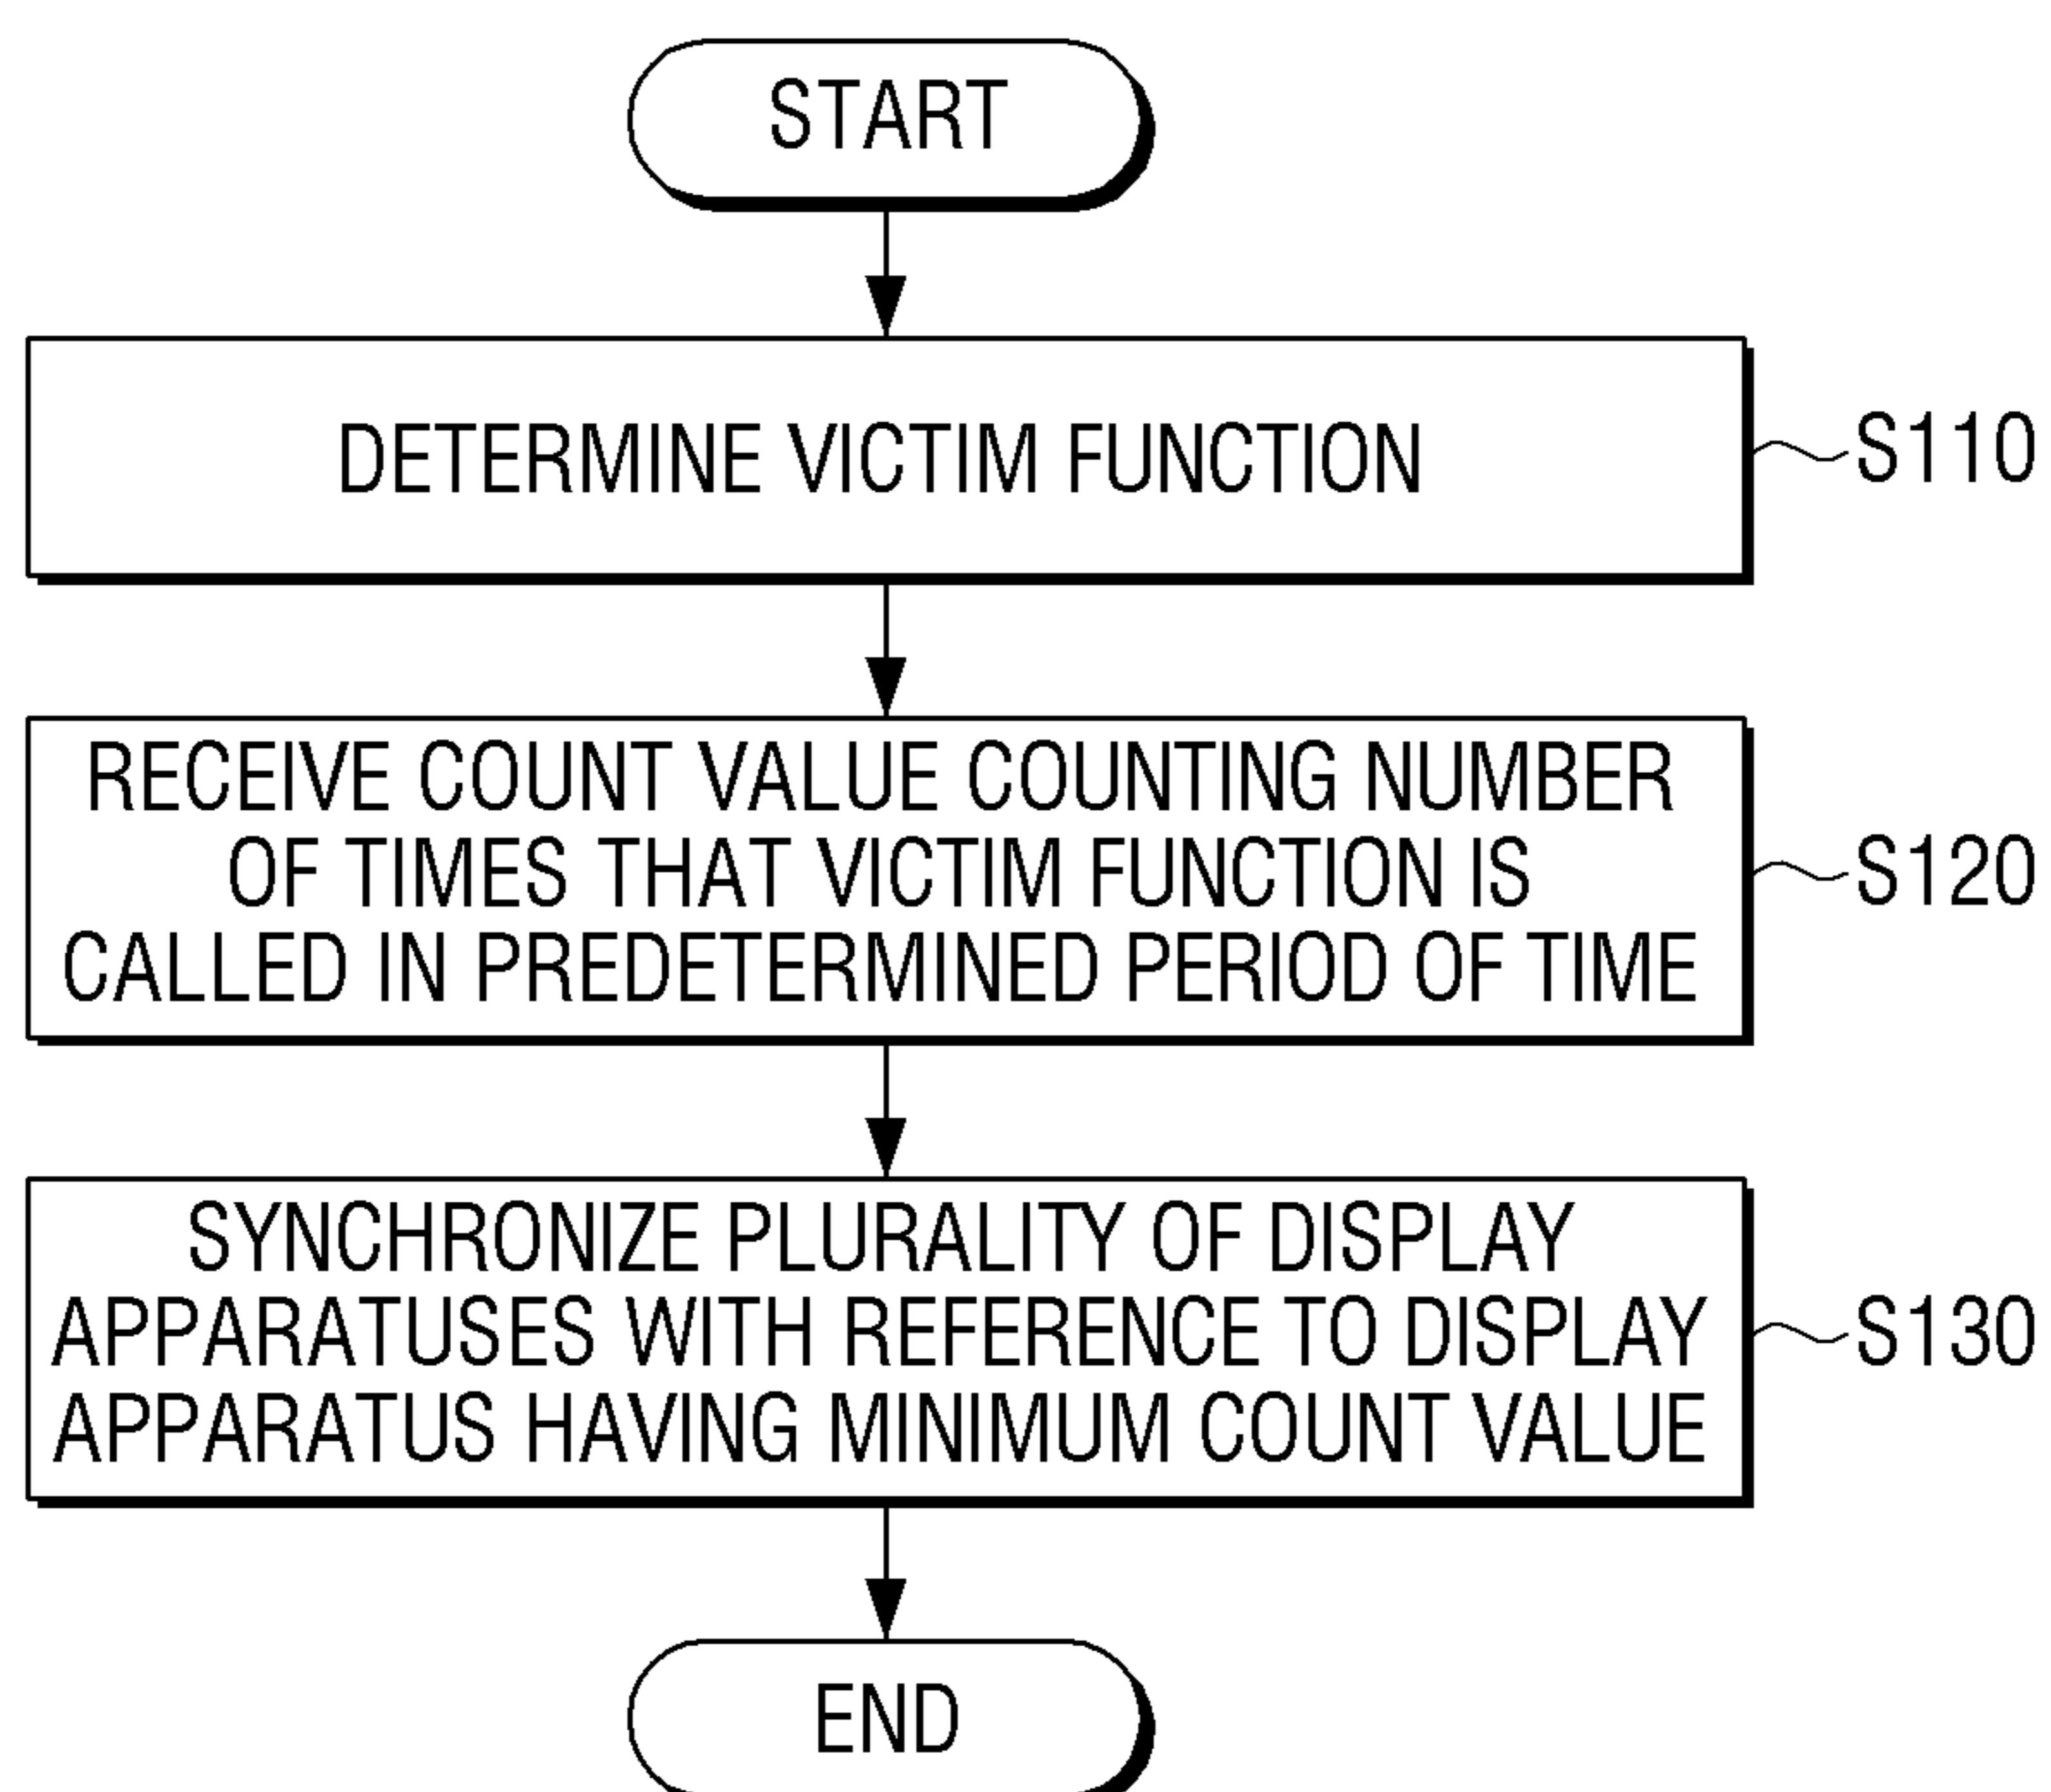 START
DETERMINE VICTIM FUNCTION
S110
RECEIVE COUNT VALUE COUNTING NUMBER
OF TIMES THAT VICTIM FUNCTION IS
CALLED IN PREDETERMINED PERIOD OF TIME
S120
SYNCHRONIZE PLURALITY OF DISPLAY
APPARATUSES WITH REFERENCE TO DISPLAY
APPARATUS HAVING MINIMUM COUNT VALUE
S130
END